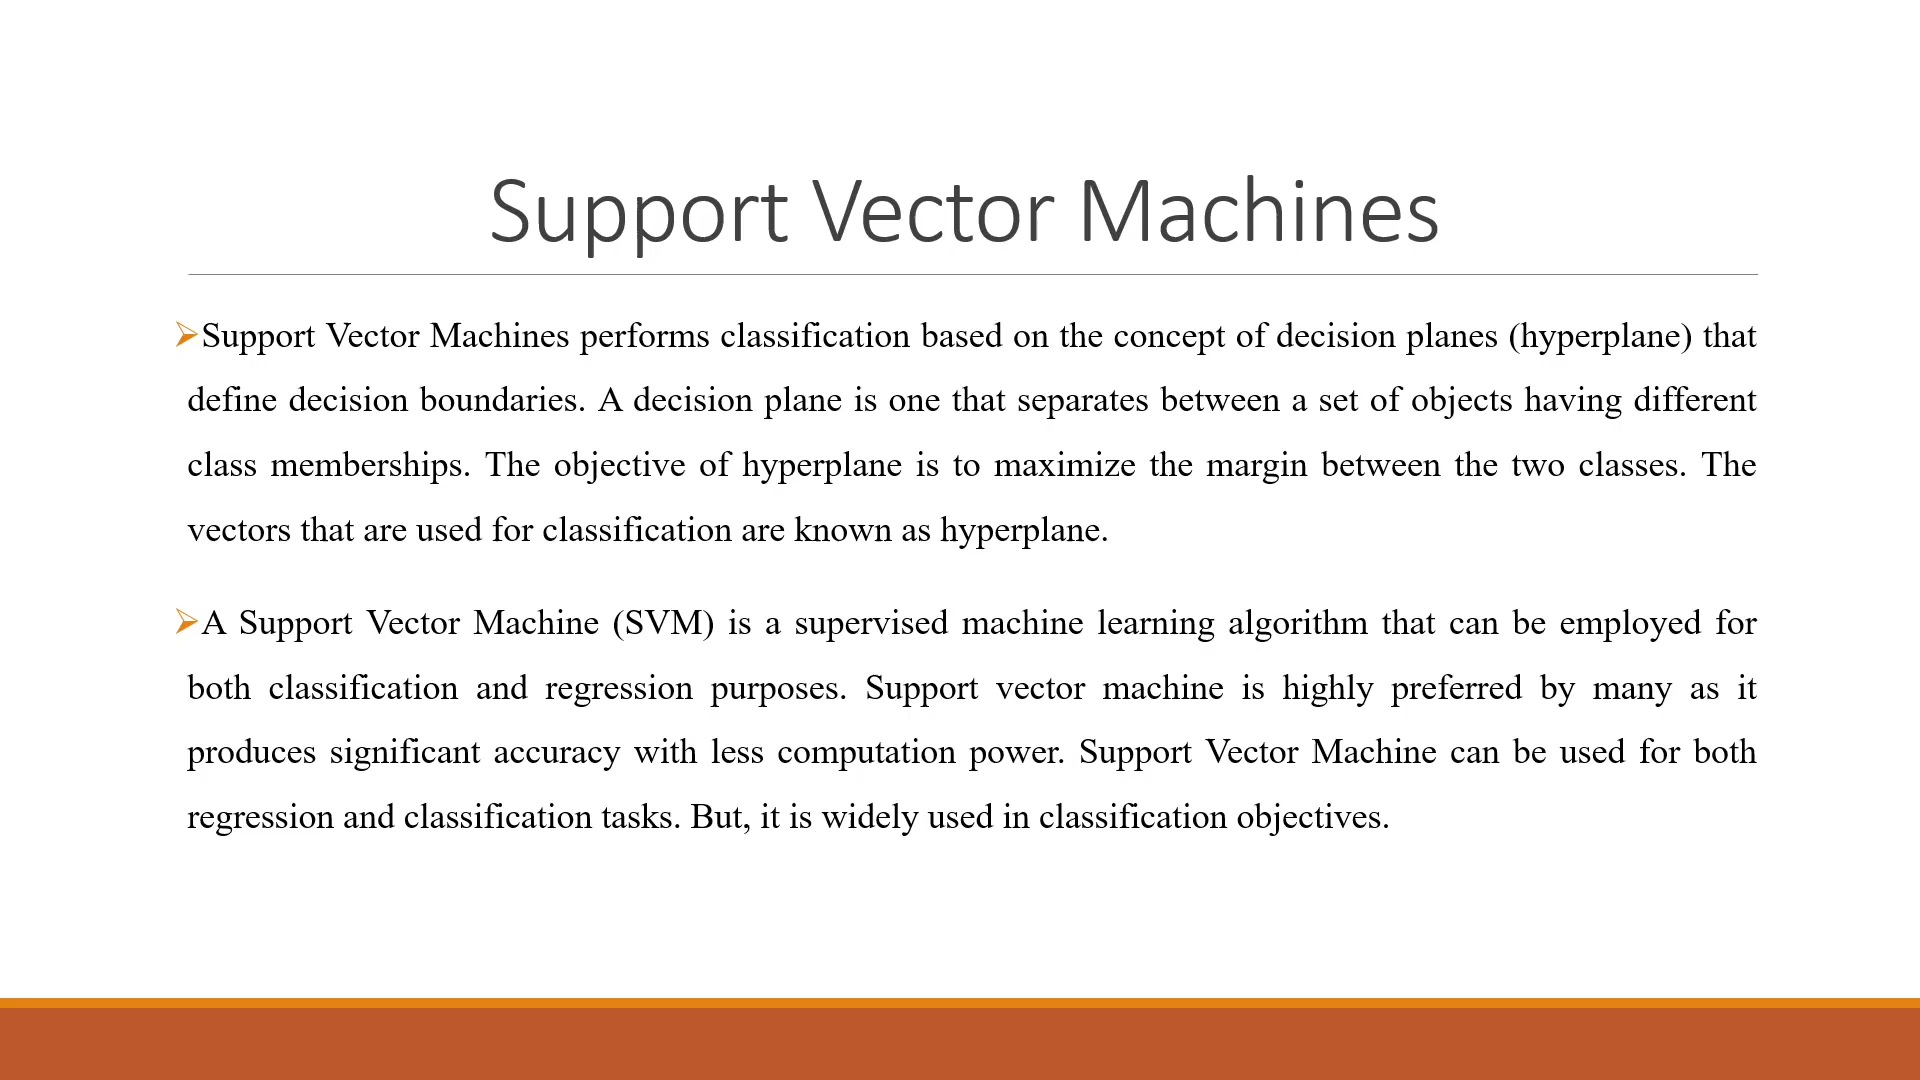 Support Vector Machines
➢Support Vector Machines performs classification based on the concept of decision planes (hyperplane) that
define decision boundaries. A decision plane is one that separates between a set of objects having different
class memberships. The objective of hyperplane is to maximize the margin between the two classes. The
vectors that are used for classification are known as hyperplane.
➢A Support Vector Machine (SVM) is a supervised machine learning algorithm that can be employed for
both classification and regression purposes. Support vector machine is highly preferred by many as it
produces significant accuracy with less computation power. Support Vector Machine can be used for both
regression and classification tasks. But, it is widely used in classification objectives.